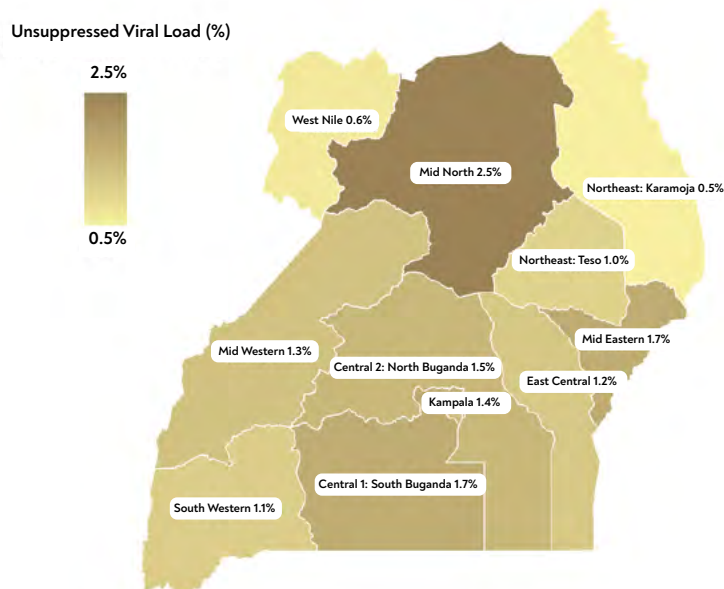 Unsuppressed Viral Load (%)
2.5%
0.5%
West Nile 0.6%
Mid North 2.5%
Northeast: Karamoja 0.5%
Northeast: Teso 1.0%
Mid Eastern 1.7%
Mid Western 1.3%
Central 2: North Buganda 1.5%
East Central 1.2%
Kampala 1.4%
Central 1: South Buganda 1.7%
South Western 1.1%